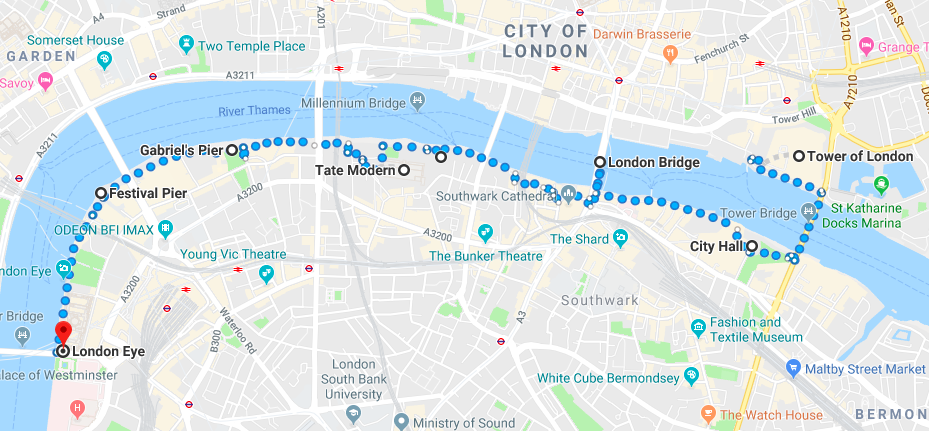 A201
CITY OF
LONDON
A1210
Somerset House
GARDEN
Two Temple Place
Darwin Brasserie
Fenchurch St
Grange T
Savoy
A3211
A7210
River Thames
Millennium Bridge
Tower Hill
A3211
Gabriel's Pier
Tate Modern
London Bridge
Tower of London
Festival Pier
A3200
Southwark Cathedral
St Katharine
Docks Marina
Tower Bridge
ODEON BFI IMAX
A3200
The Shard
City Hall
Young Vic Theatre
The Bunker Theatre
ndon Eye
A3200
Southwark
r Bridge
Waterloo Rd
B300
A3
Fashion and
Textile Museum
London Eye
alace of Westminster
London
South Bank
University
White Cube Bermondsey
Maltby Street Market
H
Ministry of Sound
The Watch House
BERMON